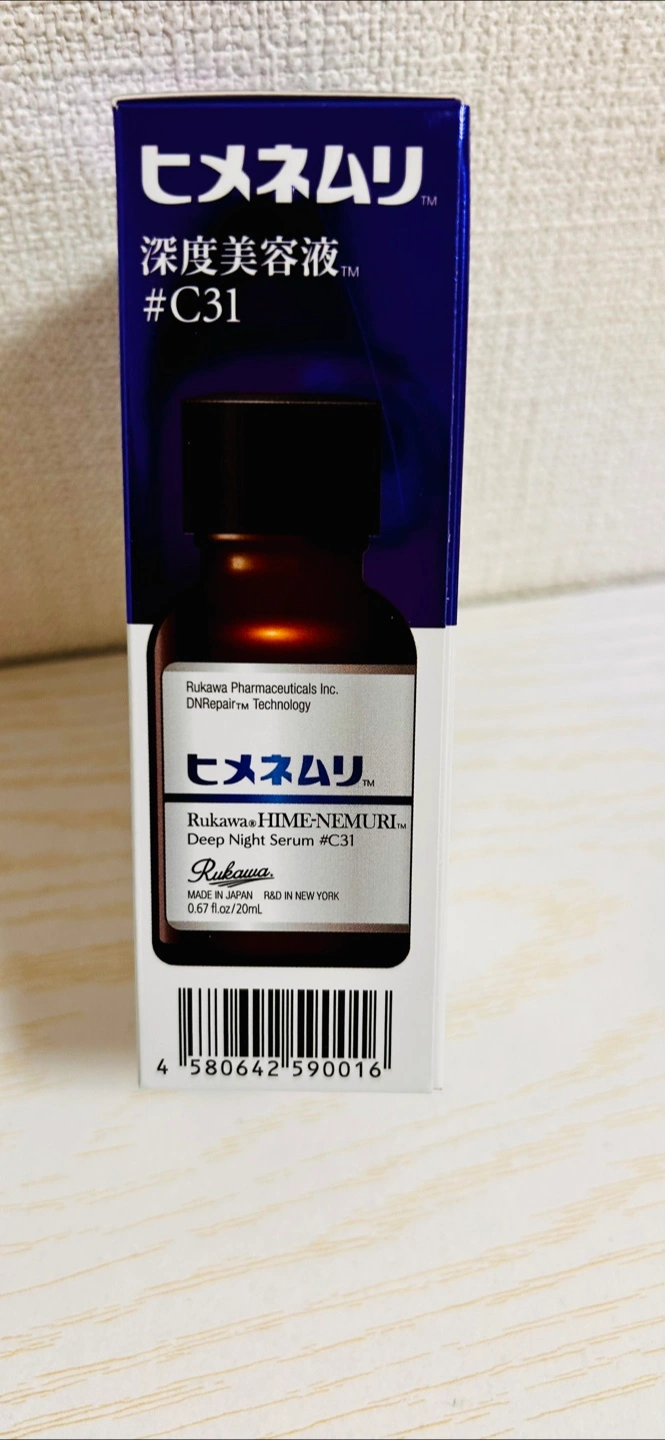 ヒメネムリ™
深度美容液™
#C31
Rukawa Pharmaceuticals Inc.
DNRepair™ Technology
ヒメネムリ™
Rukawa® HIME-NEMURI™
Deep Night Serum #C31
Rukawa.
MADE IN JAPAN R&D IN NEW YORK
0.67 fl.oz/20mL
4 580642 590016